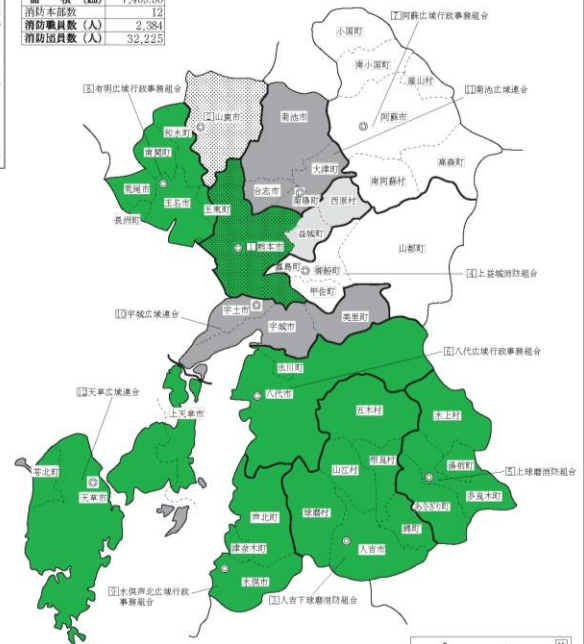 面 積 (㎢) 7,409.50
消防本部数 12
消防職員数（人） 2,384
消防団員数（人） 32,225
⑦阿蘇広域行政事務組合
小国町
南小国町
産山村
⑧有明広域行政事務組合
⑪菊池広域連合
②山鹿市
菊池市
阿蘇市
和水町
南関町
大津町
高森町
荒尾市
合志市
菊陽町
西原村
南阿蘇村
玉名市
玉東町
長洲町
益城町
山都町
①熊本市
嘉島町
御船町
④上益城消防組合
甲佐町
宇土市
⑩宇城広域連合
宇城市
美里町
氷川町
⑥八代広域行政事務組合
八代市
⑫天草広域連合
五木村
水上村
上天草市
苓北町
山江村
相良村
湯前町
⑤上球磨消防組合
天草市
多良木町
芦北町
球磨村
あさぎり町
錦町
津奈木町
人吉市
水俣市
⑨水俣芦北広域行政
事務組合
③人吉下球磨消防組合